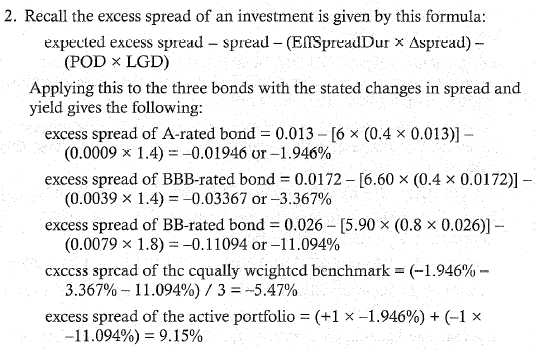 2. Recall the excess spread of an investment is given by this formula:
expected excess spread – spread – (EffSpreadDur × Δspread) –
(POD × LGD)
Applying this to the three bonds with the stated changes in spread and
yield gives the following:
excess spread of A-rated bond = 0.013 – [6 × (0.4 × 0.013)] –
(0.0009 × 1.4) = –0.01946 or –1.946%
excess spread of BBB-rated bond = 0.0172 – [6.60 × (0.4 × 0.0172)] –
(0.0039 × 1.4) = –0.03367 or –3.367%
excess spread of BB-rated bond = 0.026 – [5.90 × (0.8 × 0.026)] –
(0.0079 × 1.8) = –0.11094 or –11.094%
excess spread of the equally weighted benchmark = (–1.946% –
3.367% – 11.094%) / 3 = –5.47%
excess spread of the active portfolio = (+1 × –1.946%) + (–1 ×
–11.094%) = 9.15%